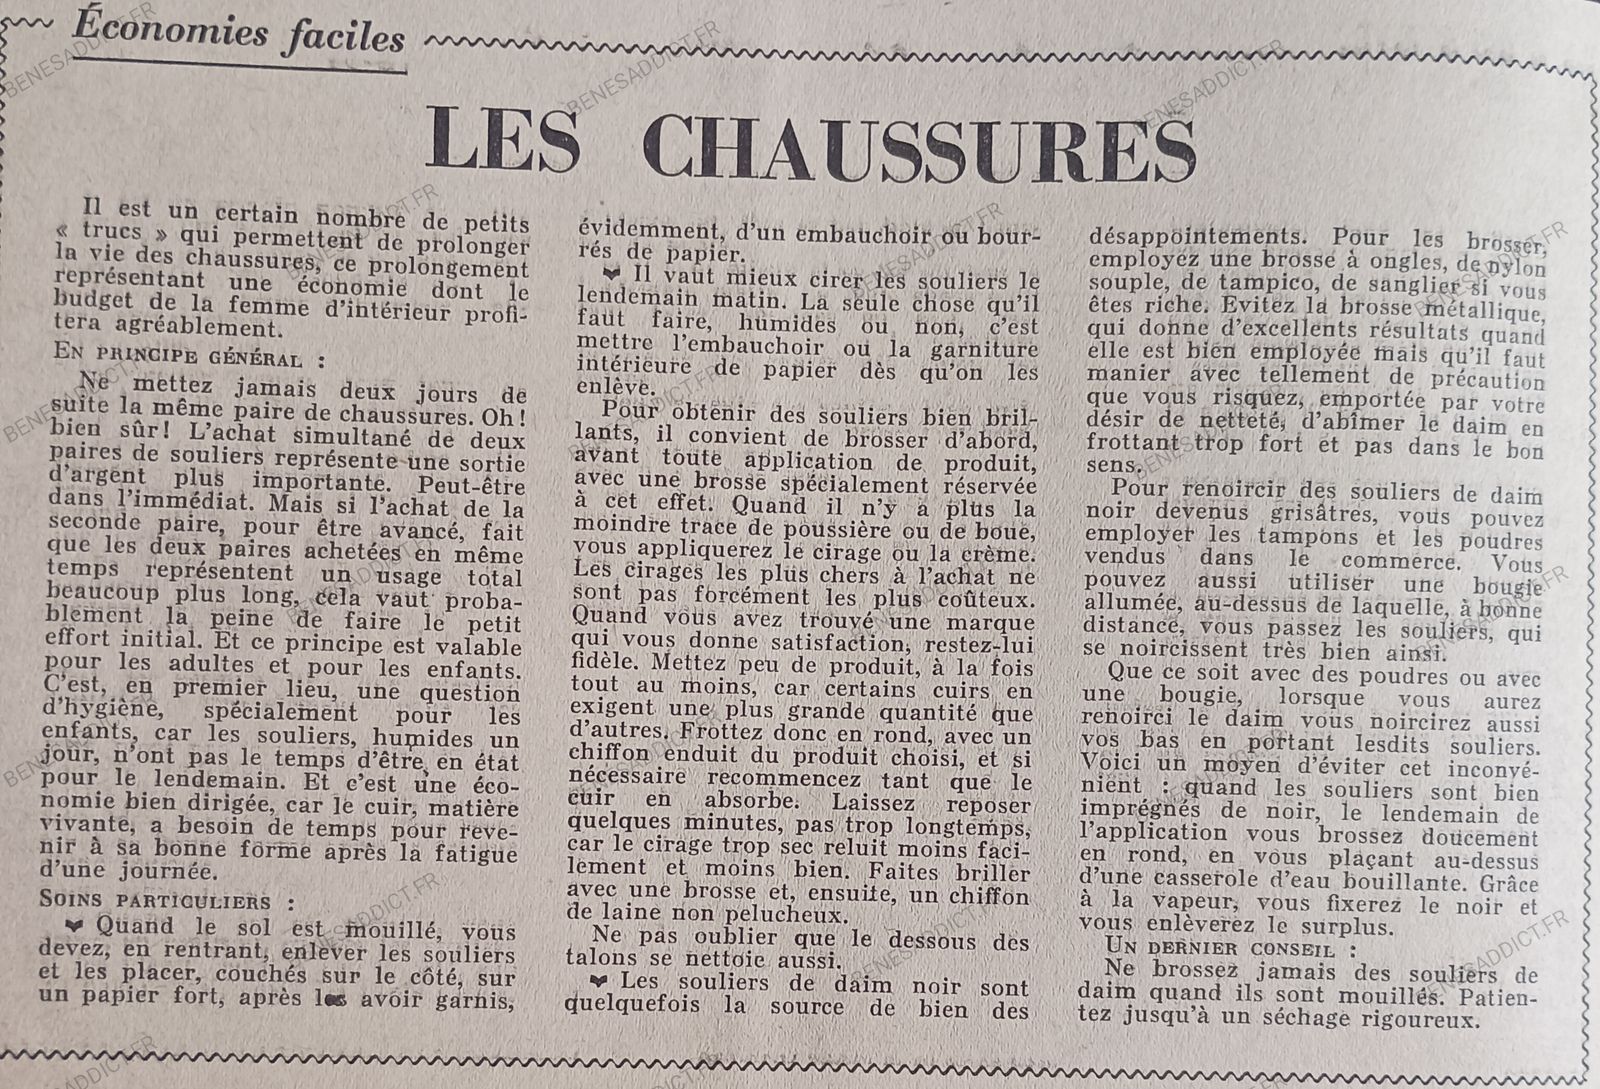 Économies faciles
LES CHAUSSURES
Il est un certain nombre de petits
« trucs » qui permettent de prolonger
la vie des chaussures, ce prolongement
représentant une économie dont le
budget de la femme d'intérieur profi-
tera agréablement.
EN PRINCIPE GÉNÉRAL :
Ne mettez jamais deux jours de
suite la même paire de chaussures. Oh !
bien sûr ! L'achat simultané de deux
paires de souliers représente une sortie
d'argent plus importante. Peut-être
dans l'immédiat. Mais si l'achat de la
seconde paire, pour être avancé, fait
que les deux paires achetées en même
temps représentent un usage total
beaucoup plus long, cela vaut proba-
blement la peine de faire le petit
effort initial. Et ce principe est valable
pour les adultes et pour les enfants.
C'est, en premier lieu, une question
d'hygiène, spécialement pour les
enfants, car les souliers, humides un
jour, n'ont pas le temps d'être en état
pour le lendemain. Et c'est une éco-
nomie bien dirigée, car le cuir, matière
vivante, a besoin de temps pour reve-
nir à sa bonne forme après la fatigue
d'une journée.
SOINS PARTICULIERS :
Quand le sol est mouillé, vous
devez, en rentrant, enlever les souliers
et les placer, couchés sur le côté, sur
un papier fort, après les avoir garnis,
évidemment, d'un embauchoir ou bour-
rés de papier.
Il vaut mieux cirer les souliers le
lendemain matin. La seule chose qu'il
faut faire, humides ou non, c'est
mettre l'embauchoir ou la garniture
intérieure de papier dès qu'on les
enlève.
Pour obtenir des souliers bien bril-
lants, il convient de brosser d'abord,
avant toute application de produit,
avec une brosse spécialement réservée
à cet effet. Quand il n'y a plus la
moindre trace de poussière ou de boue,
vous appliquerez le cirage ou la crème.
Les cirages les plus chers à l'achat ne
sont pas forcément les plus coûteux.
Quand vous avez trouvé une marque
qui vous donne satisfaction, restez-lui
fidèle. Mettez peu de produit, à la fois
tout au moins, car certains cuirs en
exigent une plus grande quantité que
d'autres. Frottez donc en rond, avec un
chiffon enduit du produit choisi, et si
nécessaire recommencez tant que le
cuir en absorbe. Laissez reposer
quelques minutes, pas trop longtemps,
car le cirage trop sec reluit moins faci-
lement et moins bien. Faites briller
avec une brosse et, ensuite, un chiffon
de laine non pelucheux.
Ne pas oublier que le dessous des
talons se nettoie aussi.
Les souliers de daim noir sont
quelquefois la source de bien des
désappointements. Pour les brosser,
employez une brosse à ongles, de nylon
souple, de tampico, de sanglier si vous
êtes riche. Evitez la brosse métallique,
qui donne d'excellents résultats quand
elle est bien employée mais qu'il faut
manier avec tellement de précaution
que vous risquez, emportée par votre
désir de netteté, d'abîmer le daim en
frottant trop fort et pas dans le bon
sens.
Pour renoircir des souliers de daim
noir devenus grisâtres, vous pouvez
employer les tampons et les poudres
vendus dans le commerce. Vous
pouvez aussi utiliser une bougie
allumée, au-dessus de laquelle, à bonne
distance, vous passez les souliers, qui
se noircissent très bien ainsi.
Que ce soit avec des poudres ou avec
une bougie, lorsque vous aurez
renoirci le daim vous noircirez aussi
vos bas en portant lesdits souliers.
Voici un moyen d'éviter cet inconvé-
nient : quand les souliers sont bien
imprégnés de noir, le lendemain de
l'application vous brossez doucement
en rond, en vous plaçant au-dessus
d'une casserole d'eau bouillante. Grâce
à la vapeur, vous fixerez le noir et
vous enlèverez le surplus.
UN DERNIER CONSEIL :
Ne brossez jamais des souliers de
daim quand ils sont mouillés. Patien-
tez jusqu'à un séchage rigoureux.
BENESADDICT.FR